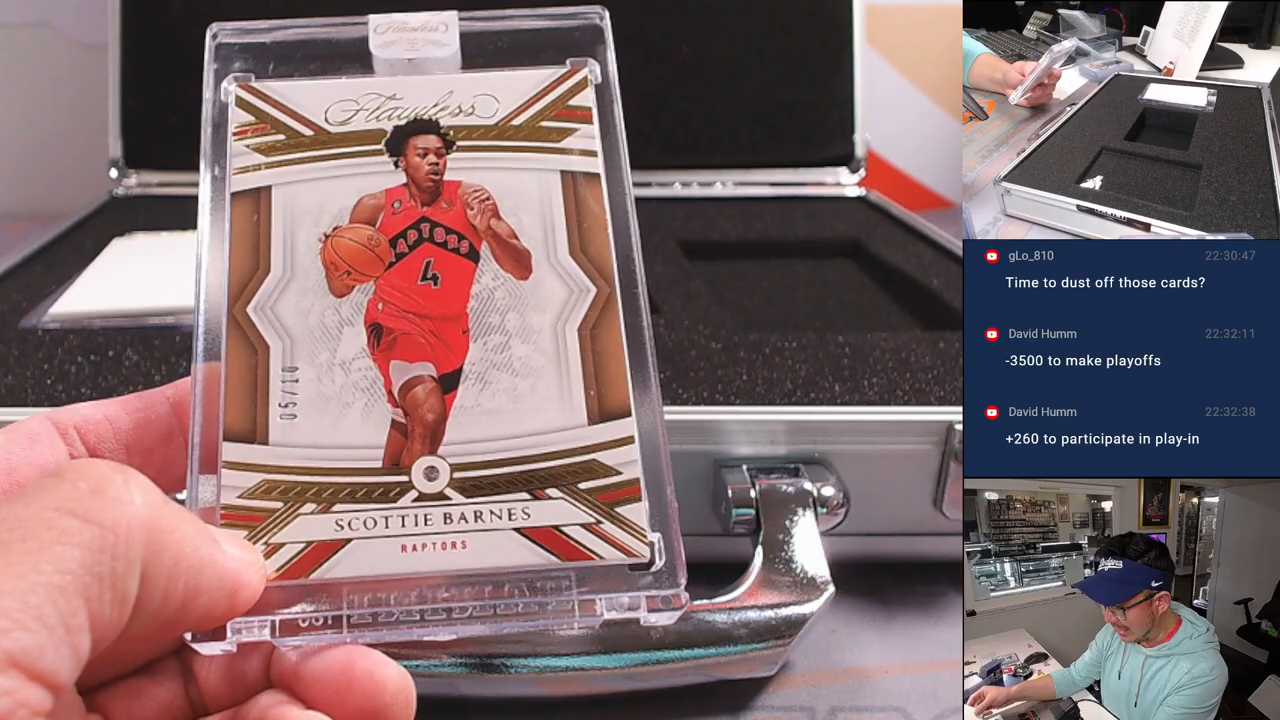 Flawless
Flawless
RAPTORS
4
05/10
SCOTTIE BARNES
RAPTORS
gLo_810 22:30:47
Time to dust off those cards?
David Humm 22:32:11
-3500 to make playoffs
David Humm 22:32:38
+260 to participate in play-in
Dodgers